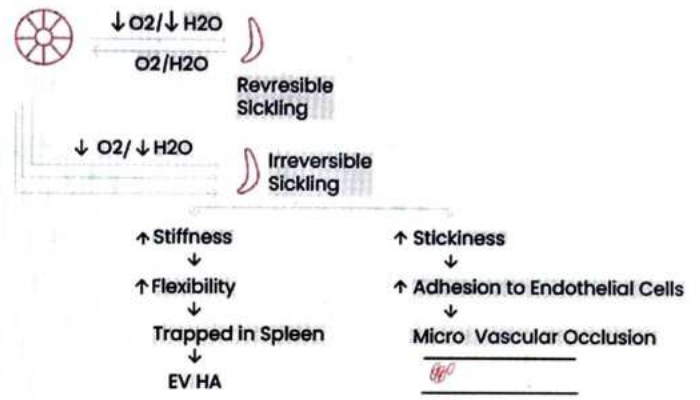 ↓ O2/↓ H2O
O2/H2O
Revresible
Sickling
↓ O2/ ↓ H2O
Irreversible
Sickling
↑ Stiffness
↓
↑ Flexibility
↓
Trapped in Spleen
↓
EV HA
↑ Stickiness
↓
↑ Adhesion to Endothelial Cells
↓
Micro Vascular Occlusion